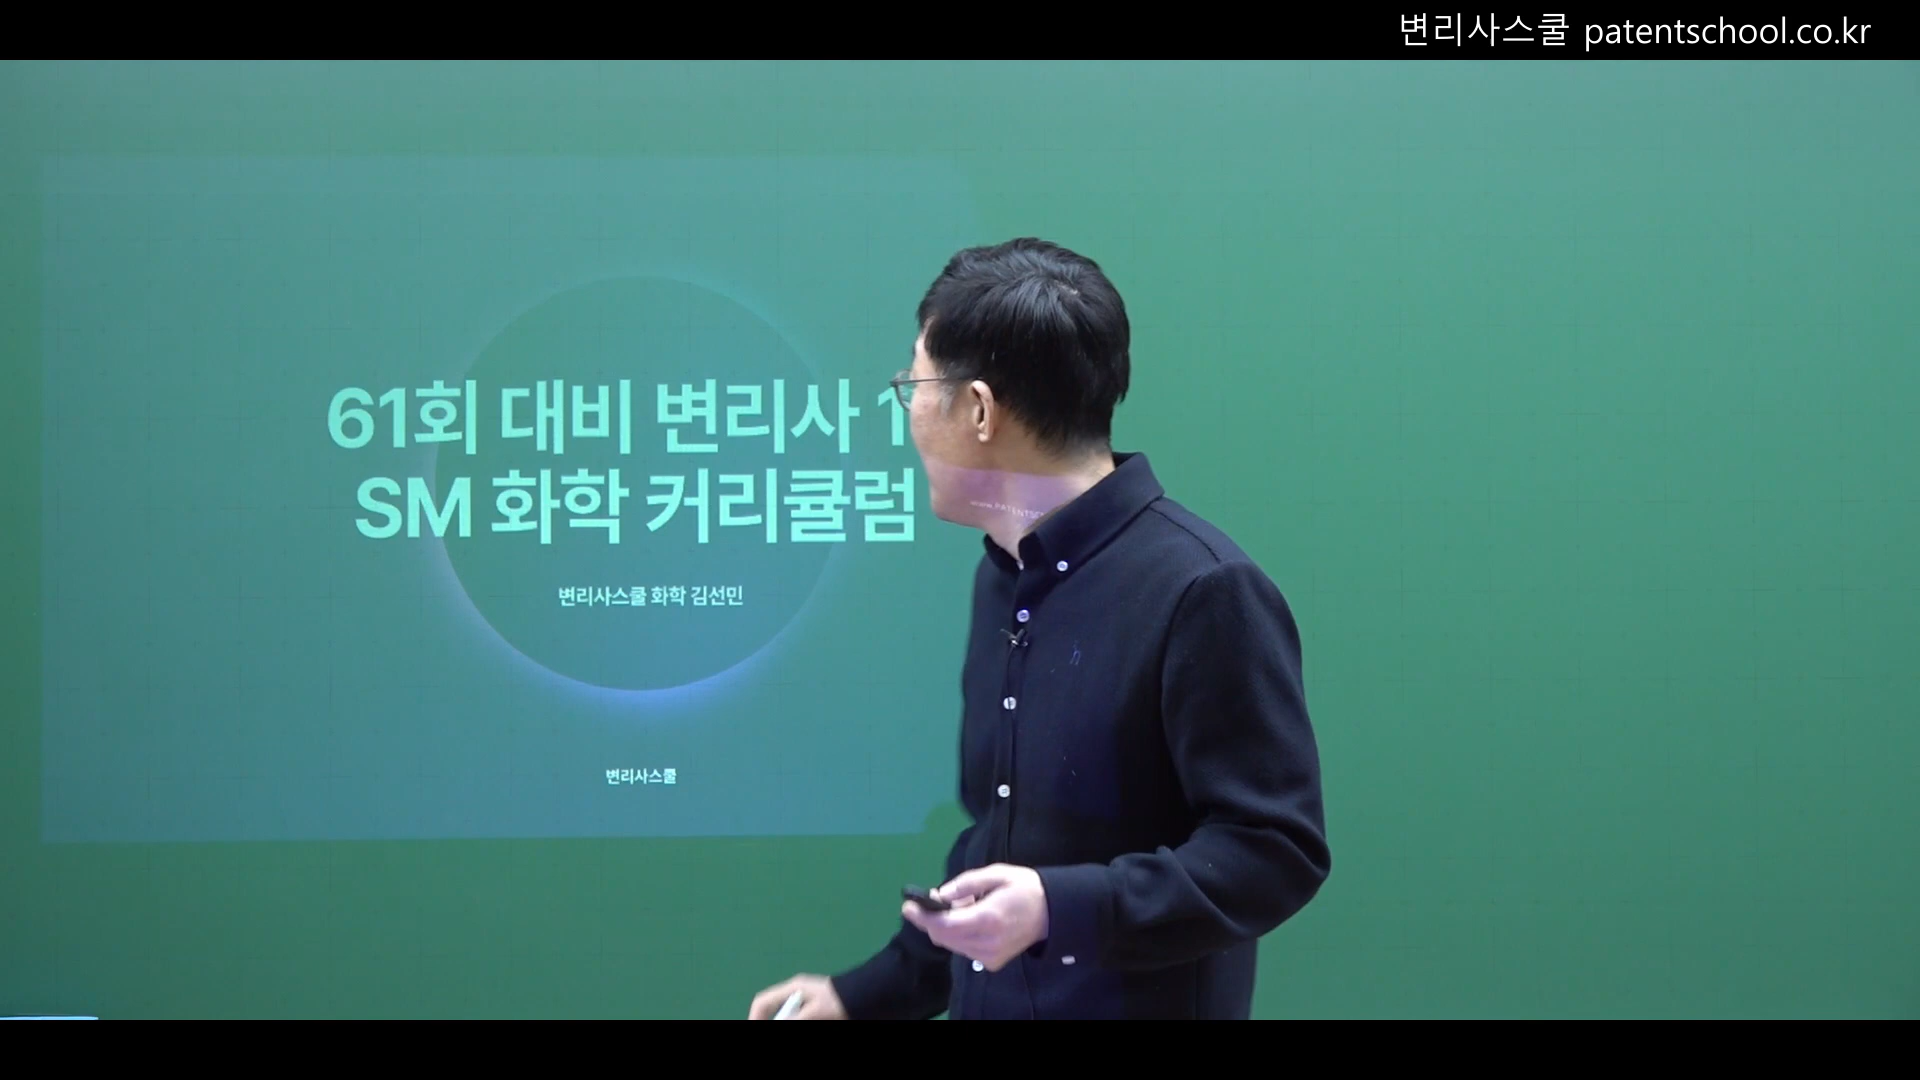 변리사스쿨 patentschool.co.kr
61회 대비 변리사 1
SM 화학 커리큘럼
변리사스쿨 화학 김선민
변리사스쿨